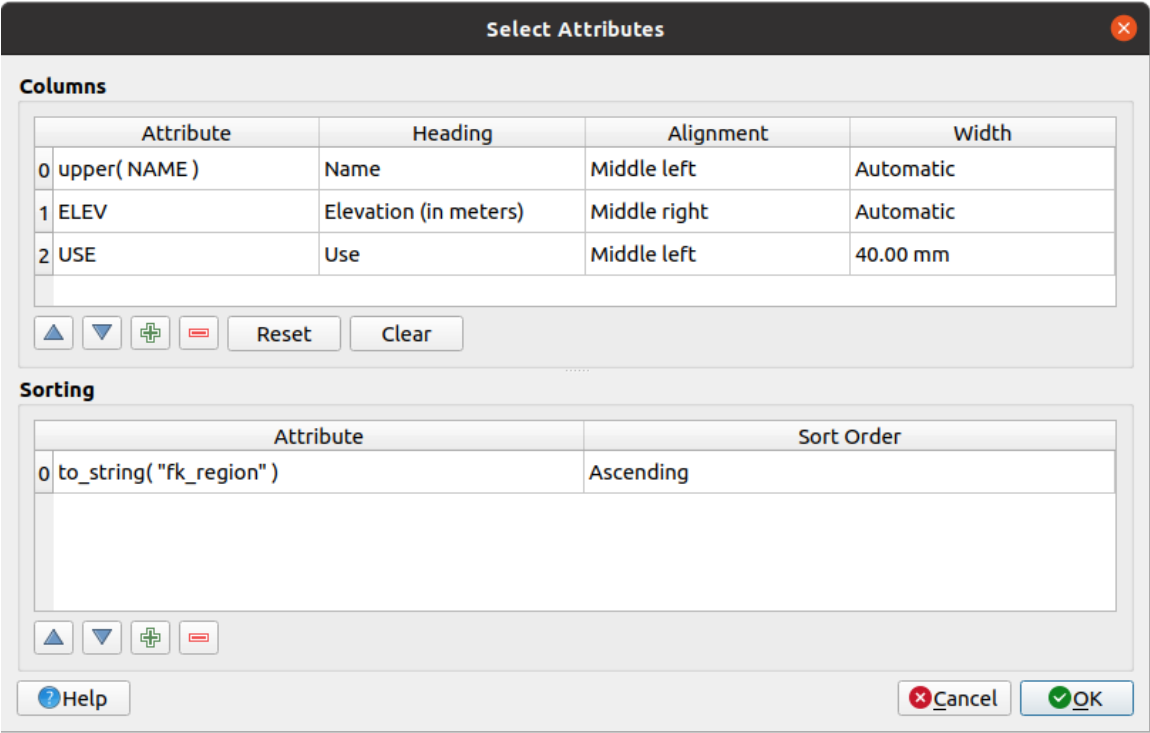 Select Attributes
Columns
Attribute Heading Alignment Width
0 upper( NAME ) Name Middle left Automatic
1 ELEV Elevation (in meters) Middle right Automatic
2 USE Use Middle left 40.00 mm
Reset Clear
Sorting
Attribute Sort Order
0 to_string( "fk_region" ) Ascending
Help Cancel OK